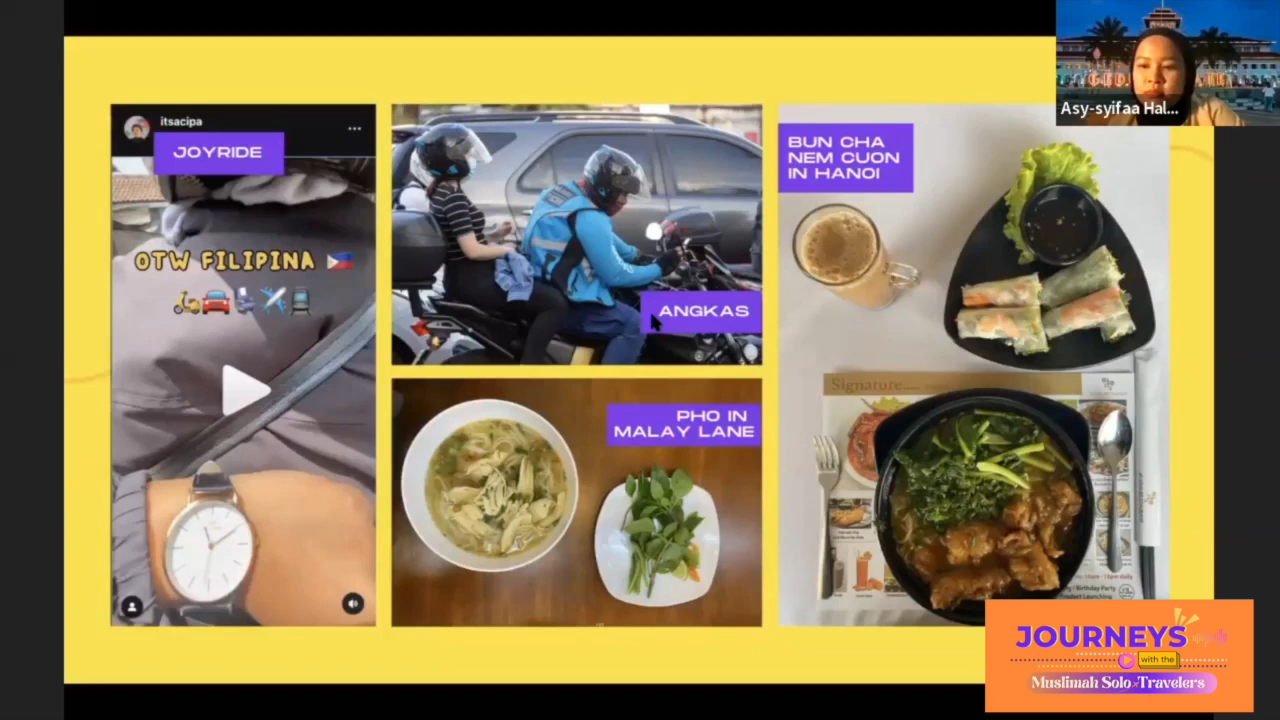 itsacipa
JOYRIDE
OTW FILIPINA
ANGKAS
PHO IN
MALAY LANE
BUN CHA
NEM CUON
IN HANOI
Signature
Asy-syifaa Hal...
JOURNEYS
with the
Muslimah Solo Travelers